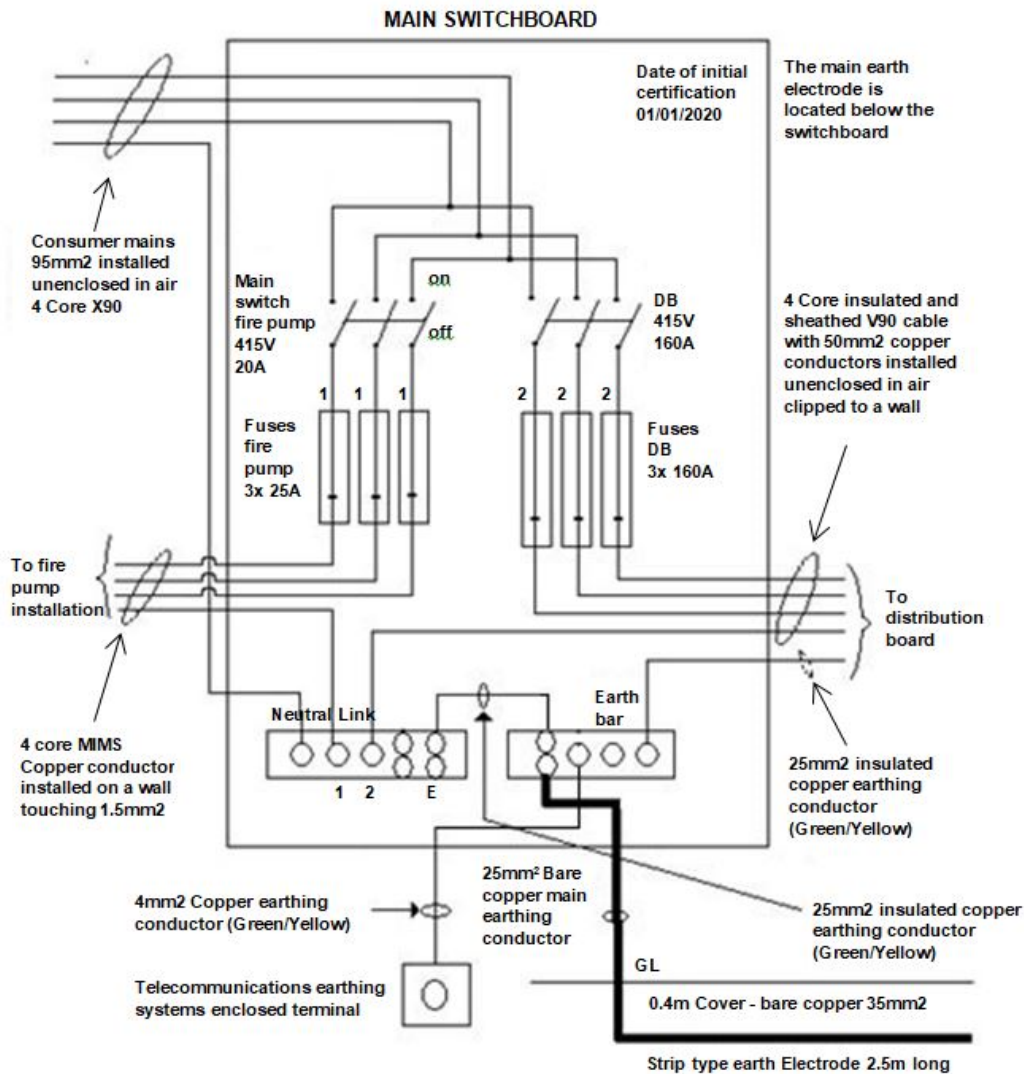 MAIN SWITCHBOARD
Date of initial
certification
01/01/2020
The main earth
electrode is
located below the
switchboard
Consumer mains
95mm2 installed
unenclosed in air
4 Core X90
Main
switch
fire pump
415V
20A
on
off
DB
415V
160A
4 Core insulated and
sheathed V90 cable
with 50mm2 copper
conductors installed
unenclosed in air
clipped to a wall
1
1
1
2
2
2
Fuses
fire
pump
3x 25A
Fuses
DB
3x 160A
To fire
pump
installation
To
distribution
board
Neutral Link
Earth
bar
1
2
E
4 core MIMS
Copper conductor
installed on a wall
touching 1.5mm2
25mm2 insulated
copper earthing
conductor
(Green/Yellow)
4mm2 Copper earthing
conductor (Green/Yellow)
25mm² Bare
copper main
earthing
conductor
25mm2 insulated copper
earthing conductor
(Green/Yellow)
Telecommunications earthing
systems enclosed terminal
GL
0.4m Cover - bare copper 35mm2
Strip type earth Electrode 2.5m long